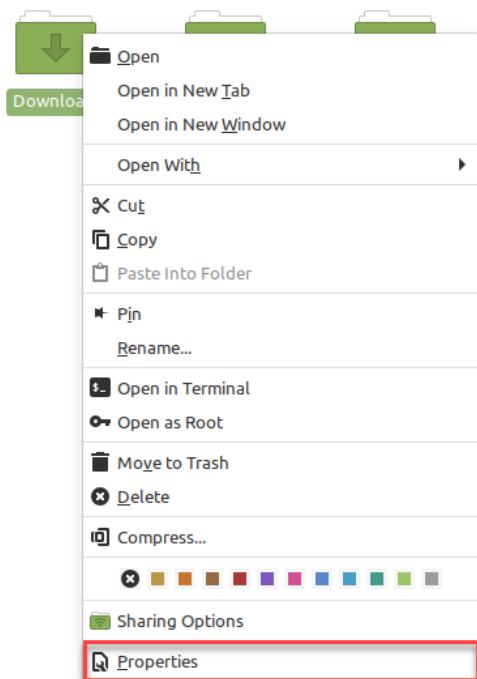 Downloa
Open
Open in New Tab
Open in New Window
Open With
Cut
Copy
Paste Into Folder
Pin
Rename...
Open in Terminal
Open as Root
Move to Trash
Delete
Compress...
Sharing Options
Properties